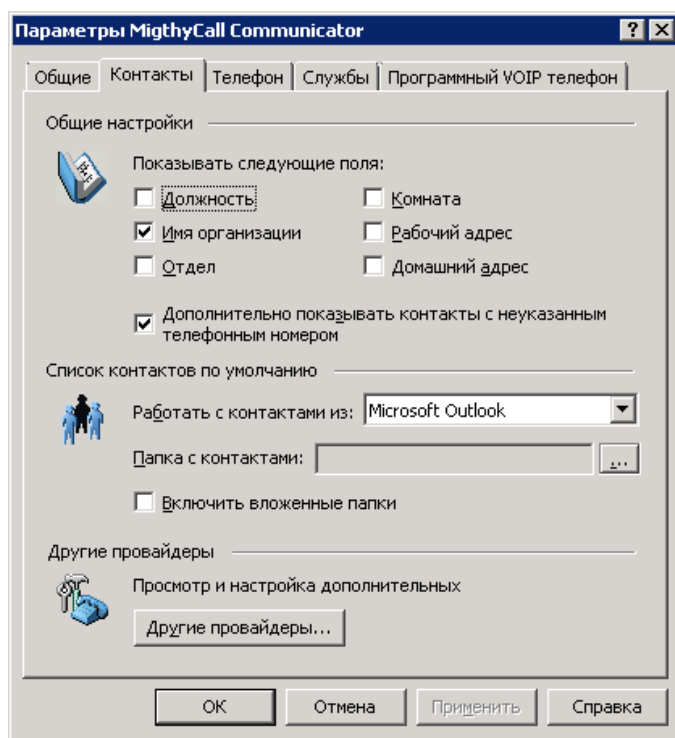 Параметры MigthyCall Communicator
Общие Контакты Телефон Службы Программный VOIP телефон
Общие настройки
Показывать следующие поля:
Должность Комната
Имя организации Рабочий адрес
Отдел Домашний адрес
Дополнительно показывать контакты с неуказанным
телефонным номером
Список контактов по умолчанию
Работать с контактами из: Microsoft Outlook
Папка с контактами: ...
Включить вложенные папки
Другие провайдеры
Просмотр и настройка дополнительных
Другие провайдеры...
ОК Отмена Применить Справка